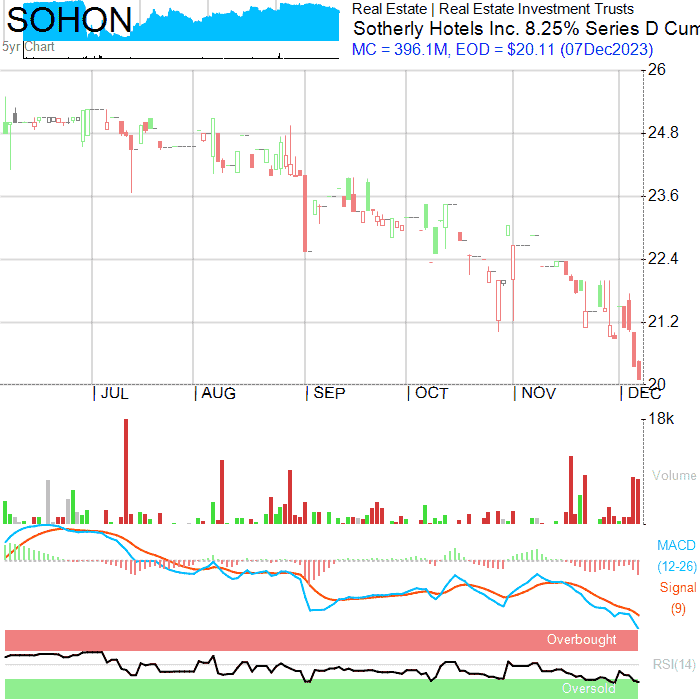 SOHON
5yr Chart
Real Estate | Real Estate Investment Trusts
Sotherly Hotels Inc. 8.25% Series D Cum
MC = 396.1M, EOD = $20.11 (07Dec2023)
26
24.8
23.6
22.4
21.2
20
| JUL | AUG | SEP | OCT | NOV | DEC
18k
Volume
MACD
(12-26)
Signal
(9)
Overbought
RSI(14)
Oversold